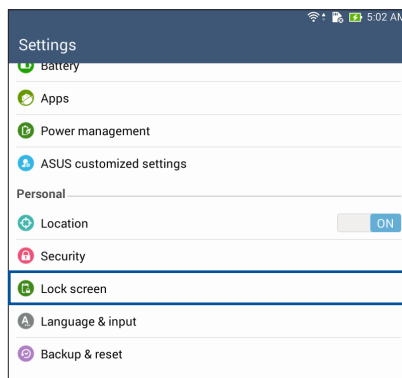 5:02 AM
Settings
Battery
Apps
Power management
ASUS customized settings
Personal
Location ON
Security
Lock screen
A Language & input
Backup & reset